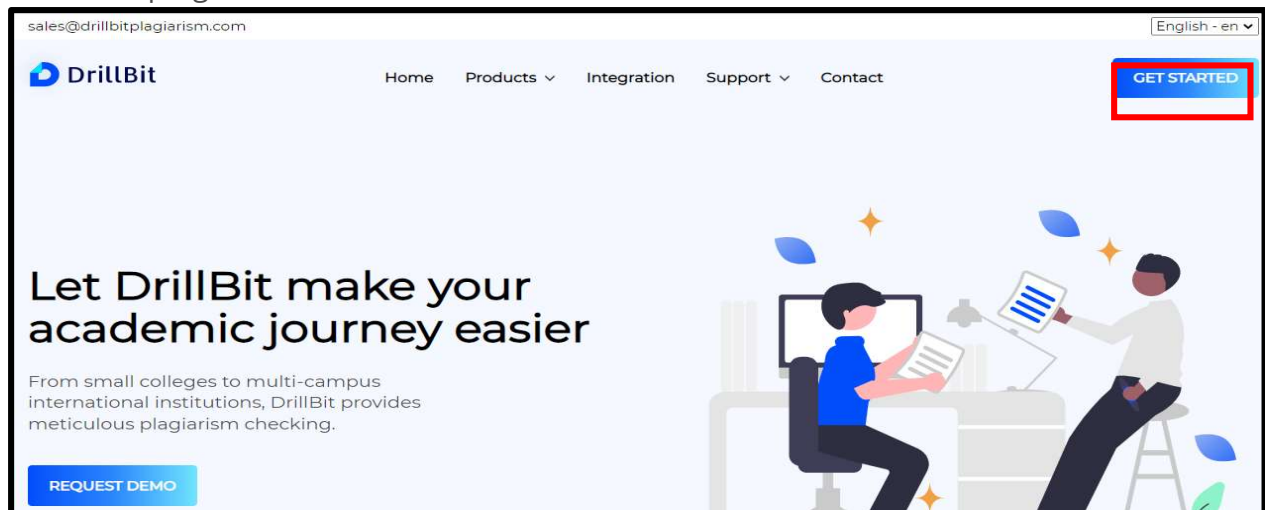 sales@drillbitplagiarism.com
English - en
DrillBit
Home Products Integration Support Contact
GET STARTED
Let DrillBit make your
academic journey easier
From small colleges to multi-campus
international institutions, DrillBit provides
meticulous plagiarism checking.
REQUEST DEMO